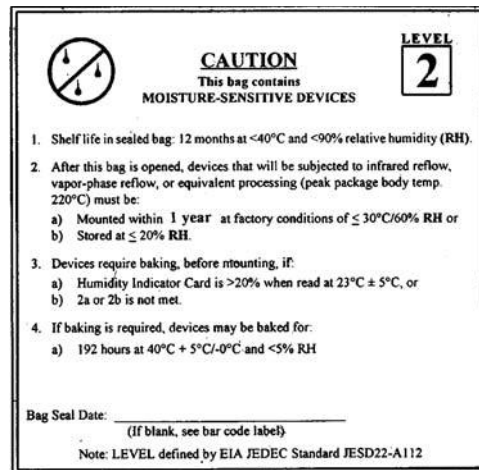 LEVEL
2
CAUTION
This bag contains
MOISTURE-SENSITIVE DEVICES
1. Shelf life in sealed bag: 12 months at <40°C and <90% relative humidity (RH).
2. After this bag is opened, devices that will be subjected to infrared reflow,
vapor-phase reflow, or equivalent processing (peak package body temp.
220°C) must be:
a) Mounted within 1 year at factory conditions of ≤ 30°C/60% RH or
b) Stored at ≤ 20% RH.
3. Devices require baking, before mounting, if:
a) Humidity Indicator Card is >20% when read at 23°C ± 5°C, or
b) 2a or 2b is not met.
4. If baking is required, devices may be baked for:
a) 192 hours at 40°C + 5°C/-0°C and <5% RH
Bag Seal Date:
(If blank, see bar code label)
Note: LEVEL defined by EIA JEDEC Standard JESD22-A112